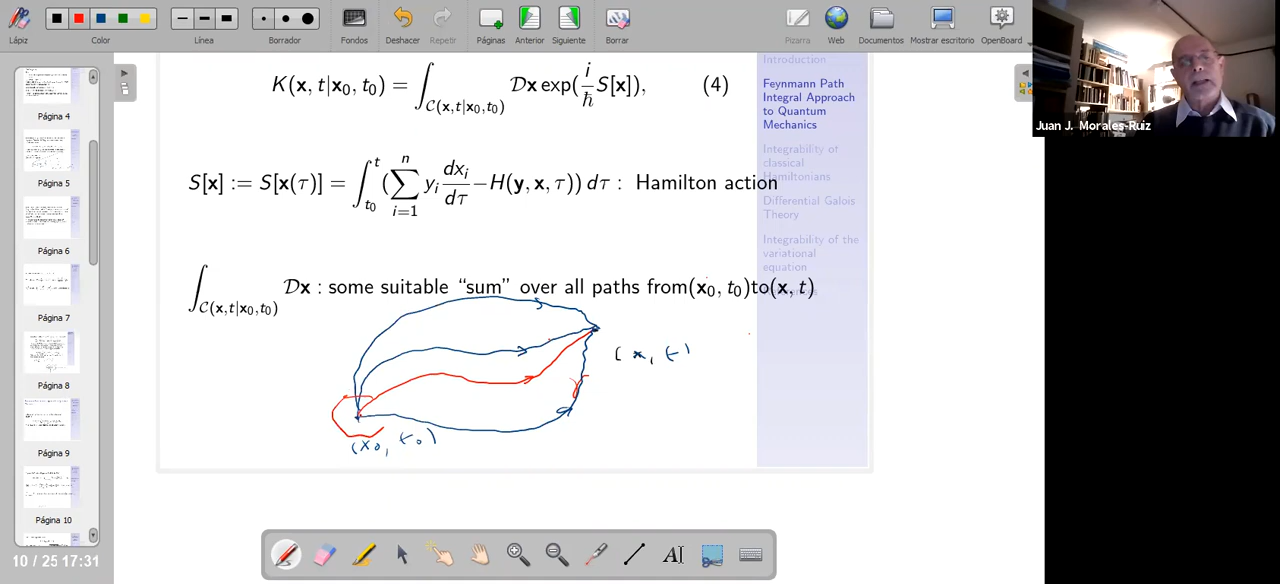 Lápiz
Color
Línea
Borrador
Fondos
Deshacer
Repetir
Páginas
Anterior
Siguiente
Borrar
Pizarra
Web
Documentos
Mostrar escritorio
OpenBoard
Juan J. Morales-Ruiz
Página 4
Página 5
Página 6
Página 7
Página 8
Página 9
Página 10
10 / 25 17:31
K(x, t|x₀, t₀) = ∫_{C(x,t|x₀,t₀)} Dx exp(i/ħ S[x]), (4)
S[x] := S[x(τ)] = ∫_{t₀}^{t} (∑_{i=1}^{n} yᵢ dxᵢ/dτ − H(y, x, τ)) dτ : Hamilton action
∫_{C(x,t|x₀,t₀)} Dx : some suitable “sum” over all paths from(x₀, t₀)to(x, t)
(x, t)
γ
(x₀, t₀)
Introduction
Feynmann Path
Integral Approach
to Quantum
Mechanics
Integrability of
classical
Hamiltonians
Differential Galois
Theory
Integrability of the
variational
equation